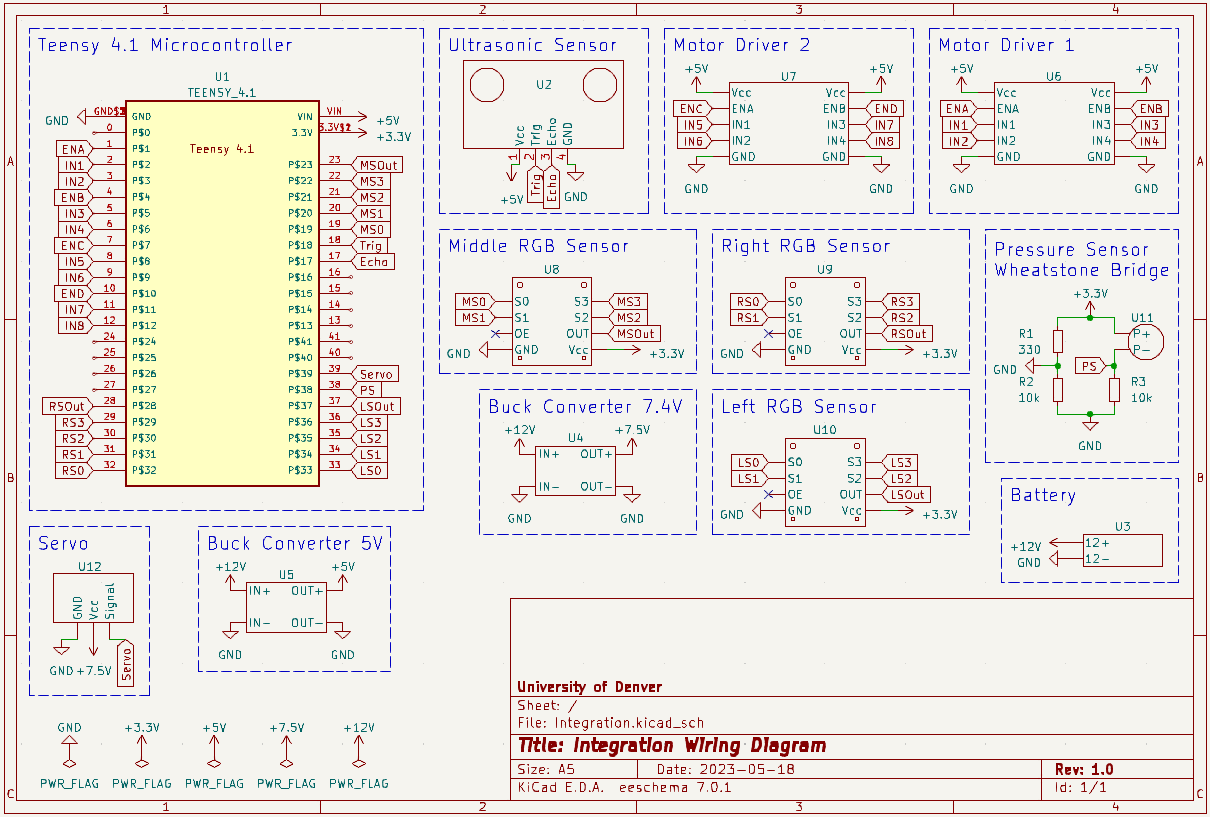 1 2 3 4
A
B
C
Teensy 4.1 Microcontroller
U1
TEENSY_4.1
Teensy 4.1
GND
GND VIN +5V
0 P$0 3.3V +3.3V
ENA 1 P$1
IN1 2 P$2 P$23 23 MSOut
IN2 3 P$3 P$22 22 MS3
ENB 4 P$4 P$21 21 MS2
IN3 5 P$5 P$20 20 MS1
IN4 6 P$6 P$19 19 MS0
ENC 7 P$7 P$18 18 Trig
IN5 8 P$8 P$17 17 Echo
IN6 9 P$9 P$16 16
END 10 P$10 P$15 15
IN7 11 P$11 P$14 14
IN8 12 P$12 P$13 13
24 P$24 P$41 41
25 P$25 P$40 40
26 P$26 P$39 39 Servo
27 P$27 P$38 38 PS
RSOut 28 P$28 P$37 37 LSOut
RS3 29 P$29 P$36 36 LS3
RS2 30 P$30 P$35 35 LS2
RS1 31 P$31 P$34 34 LS1
RS0 32 P$32 P$33 33 LS0
Ultrasonic Sensor
U2
Vcc Trig Echo GND
1 2 3 4
+5V Trig Echo GND
Motor Driver 2
+5V U7 +5V
Vcc Vcc
ENC ENA ENB END
IN5 IN1 IN3 IN7
IN6 IN2 IN4 IN8
GND GND
GND GND
Motor Driver 1
+5V U6 +5V
Vcc Vcc
ENA ENA ENB ENB
IN1 IN1 IN3 IN3
IN2 IN2 IN4 IN4
GND GND
GND GND
Middle RGB Sensor
U8
MS0 S0 S3 MS3
MS1 S1 S2 MS2
OE OUT MSOut
GND GND Vcc +3.3V
Right RGB Sensor
U9
RS0 S0 S3 RS3
RS1 S1 S2 RS2
OE OUT RSOut
GND GND Vcc +3.3V
Pressure Sensor
Wheatstone Bridge
+3.3V
U11
R1
330
P+
P-
GND PS
R2
10k
R3
10k
GND
Buck Converter 7.4V
+12V U4 +7.5V
IN+ OUT+
IN- OUT-
GND GND
Left RGB Sensor
U10
LS0 S0 S3 LS3
LS1 S1 S2 LS2
OE OUT LSOut
GND GND Vcc +3.3V
Battery
U3
+12V 12+
GND 12-
Servo
U12
GND Vcc Signal
GND +7.5V Servo
Buck Converter 5V
+12V U5 +5V
IN+ OUT+
IN- OUT-
GND GND
GND +3.3V +5V +7.5V +12V
PWR_FLAG PWR_FLAG PWR_FLAG PWR_FLAG PWR_FLAG
University of Denver
Sheet: /
File: Integration.kicad_sch
Title: Integration Wiring Diagram
Size: A5 Date: 2023-05-18 Rev: 1.0
KiCad E.D.A. eeschema 7.0.1 Id: 1/1
1 2 3 4
A
B
C